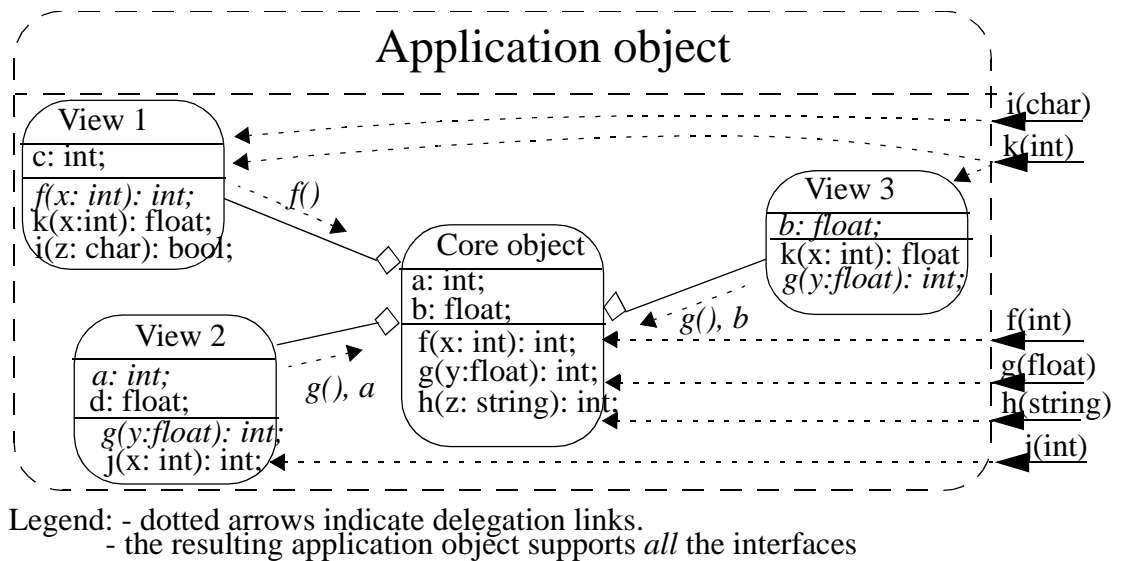 Application object
i(char)
k(int)
View 1
c: int;
f(x: int): int;
k(x:int): float;
i(z: char): bool;
f()
View 3
b: float;
k(x: int): float
g(y:float): int;
Core object
a: int;
b: float;
f(x: int): int;
g(y:float): int;
h(z: string): int;
g(), b
View 2
a: int;
d: float;
g(y:float): int;
j(x: int): int;
g(), a
f(int)
g(float)
h(string)
j(int)
Legend: - dotted arrows indicate delegation links.
- the resulting application object supports all the interfaces